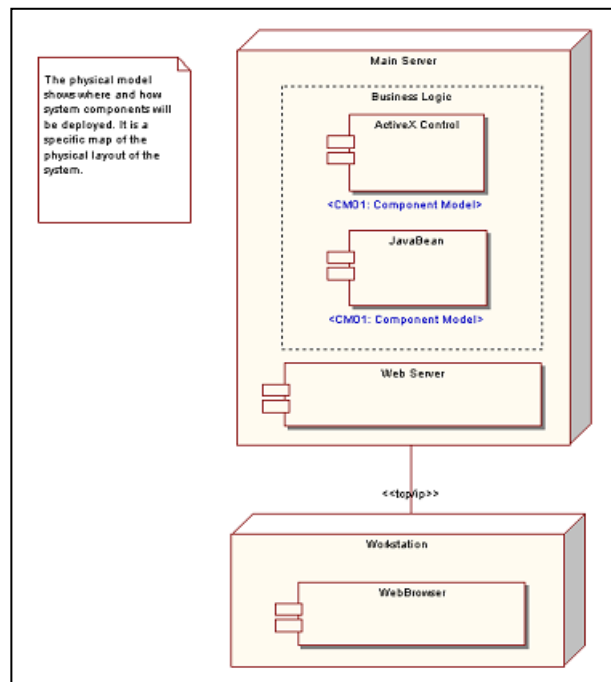 The physical model
shows where and how
system components will
be deployed. It is a
specific map of the
physical layout of the
system.
Main Server
Business Logic
ActiveX Control
<CM01: Component Model>
JavaBean
<CM01: Component Model>
Web Server
<<tcp/ip>>
Workstation
WebBrowser